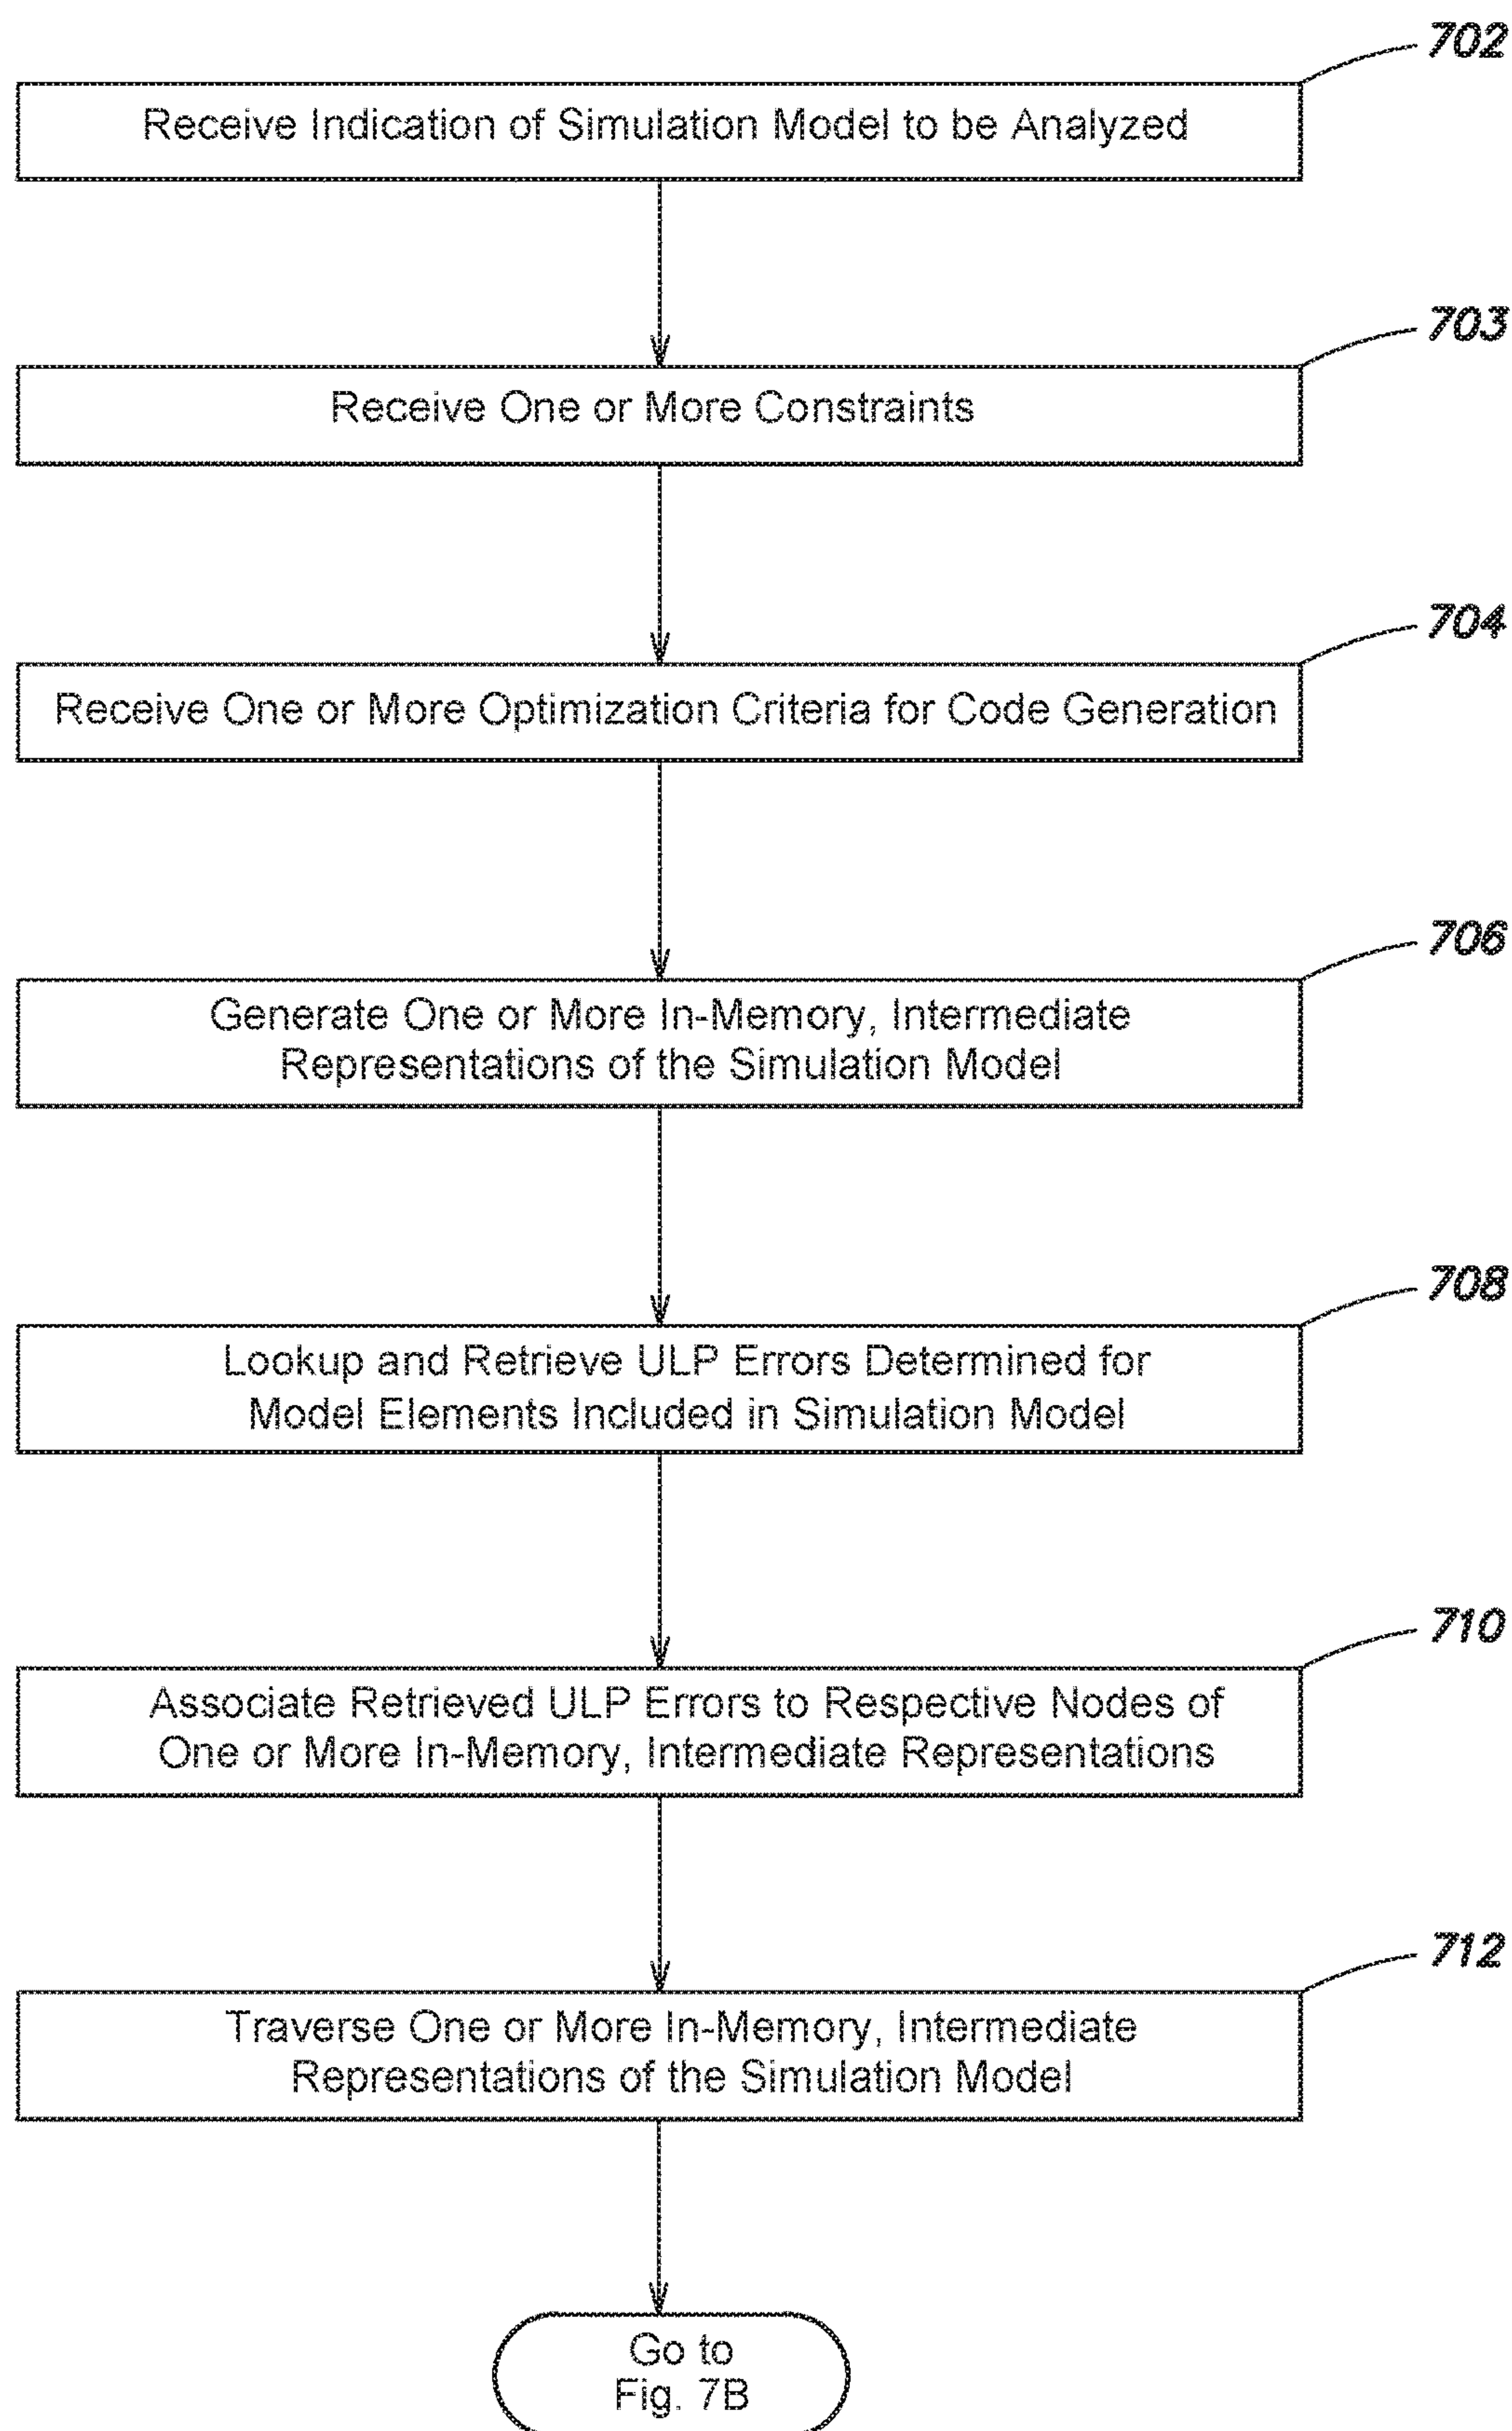 702
Receive Indication of Simulation Model to be Analyzed
703
Receive One or More Constraints
704
Receive One or More Optimization Criteria for Code Generation
706
Generate One or More In-Memory, Intermediate
Representations of the Simulation Model
708
Lookup and Retrieve ULP Errors Determined for
Model Elements Included in Simulation Model
710
Associate Retrieved ULP Errors to Respective Nodes of
One or More In-Memory, Intermediate Representations
712
Traverse One or More In-Memory, Intermediate
Representations of the Simulation Model
Go to
Fig. 7B